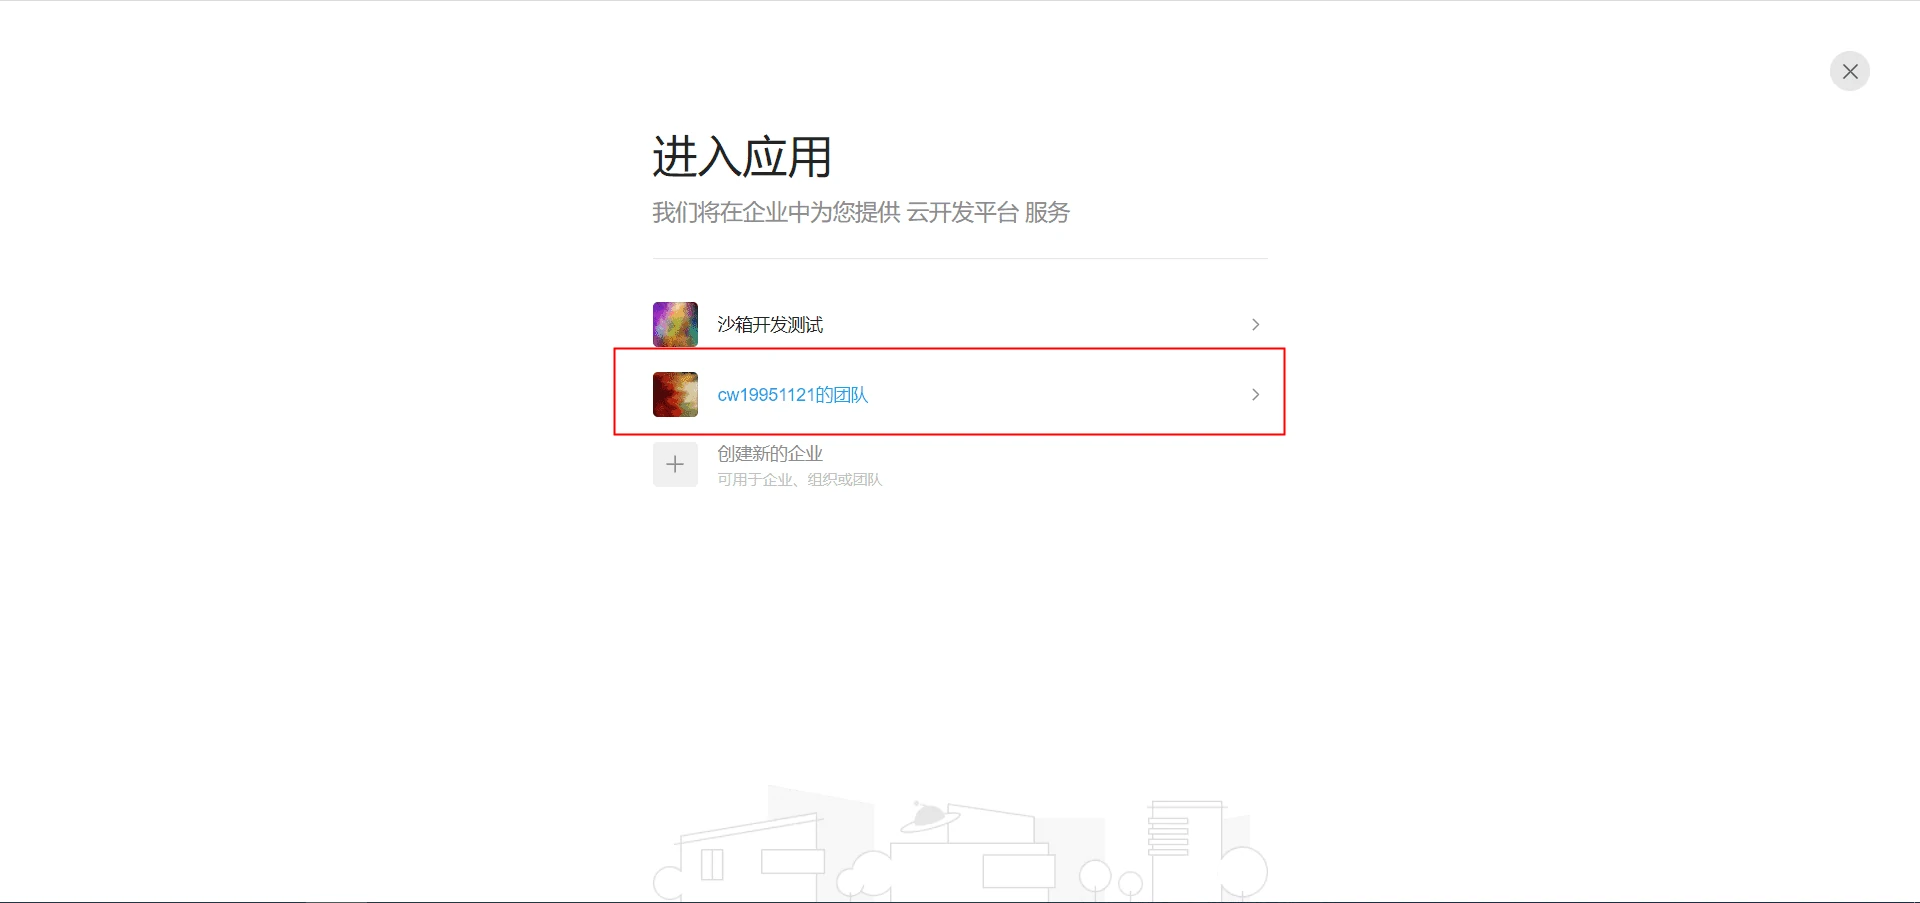 进入应用
我们将在企业中为您提供 云开发平台 服务
沙箱开发测试
cw19951121的团队
创建新的企业
可用于企业、组织或团队